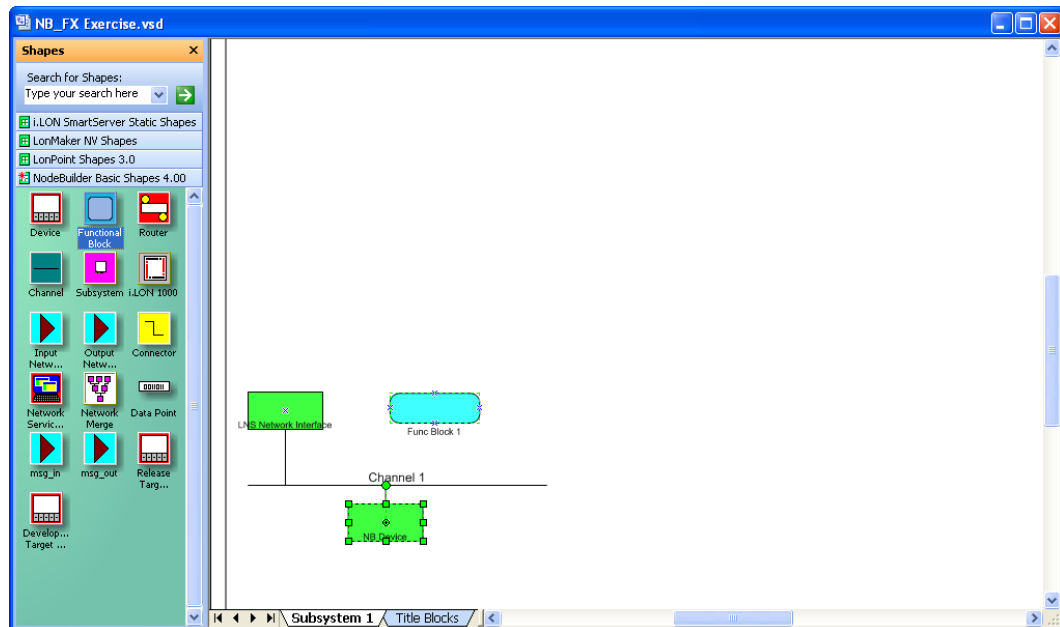 NB_FX Exercise.vsd
Shapes
Search for Shapes:
Type your search here
i.LON SmartServer Static Shapes
LonMaker NV Shapes
LonPoint Shapes 3.0
NodeBuilder Basic Shapes 4.00
Device
Functional Block
Router
Channel
Subsystem
i.LON 1000
Input Netw...
Output Netw...
Connector
Network Servic...
Network Merge
Data Point
msg_in
msg_out
Release Targ...
Develop... Target ...
LNS Network Interface
Func Block 1
Channel 1
NB Device
Subsystem 1
Title Blocks